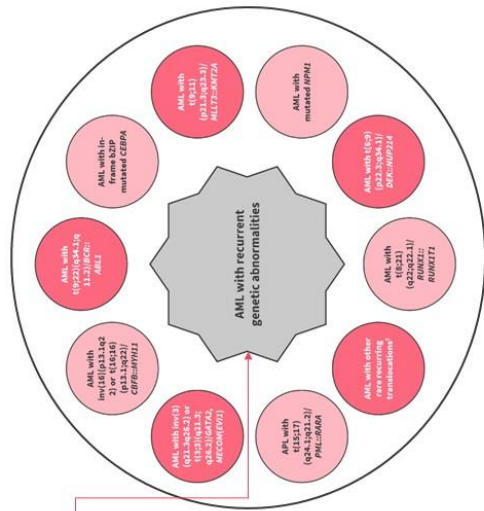 AML with
inv(16)(p13.1q2
2) or t(16;16)
(p13.1;q22)/
CBFB::MYH11
AML with
t(9;22)(q34.1;q
11.2)/BCR::
ABL1
AML with in-
frame bZIP
mutated CEBPA
AML with inv(3)
(q21.3q26.2) or
t(3;3)(q21.3;
q26.2)/GATA2,
MECOM(EVI1)
AML with
t(9;11)
(p21.3;q23.3)/
MLLT3::KMT2A
AML with recurrent
genetic abnormalities
APL with
t(15;17)
(q24.1;q21.2)/
PML::RARA
AML with
mutated NPM1
AML with other
rare recurring
translocations¹
AML with
t(8;21)
(q22;q22.1)/
RUNX1::
RUNX1T1
AML with t(6;9)
(p22.3;q34.1)/
DEK::NUP214